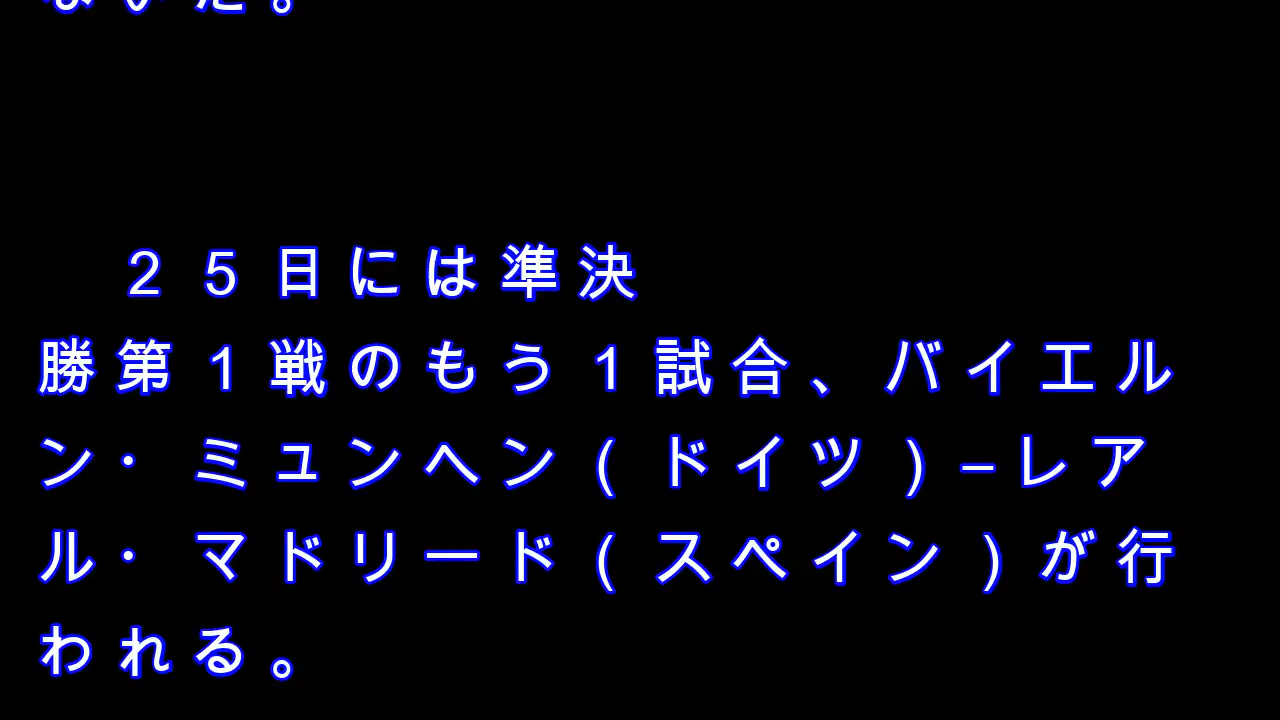 ２５日には準決
勝第１戦のもう１試合、バイエル
ン・ミュンヘン（ドイツ）−レア
ル・マドリード（スペイン）が行
われる。